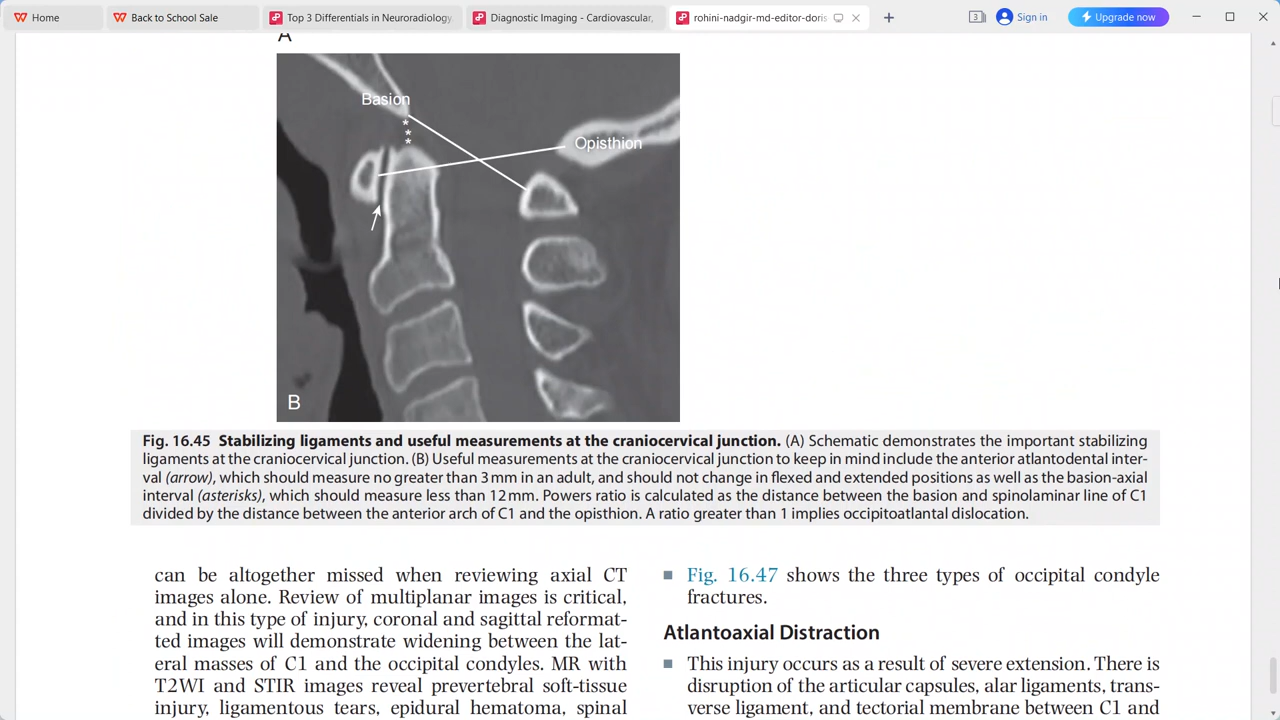 Home
Back to School Sale
Top 3 Differentials in Neuroradiology
Diagnostic Imaging - Cardiovascular,
rohini-nadgir-md-editor-doris
3
Sign in
Upgrade now
A
Basion
* * *
Opisthion
B
Fig. 16.45 Stabilizing ligaments and useful measurements at the craniocervical junction. (A) Schematic demonstrates the important stabilizing
ligaments at the craniocervical junction. (B) Useful measurements at the craniocervical junction to keep in mind include the anterior atlantodental inter-
val (arrow), which should measure no greater than 3 mm in an adult, and should not change in flexed and extended positions as well as the basion-axial
interval (asterisks), which should measure less than 12 mm. Powers ratio is calculated as the distance between the basion and spinolaminar line of C1
divided by the distance between the anterior arch of C1 and the opisthion. A ratio greater than 1 implies occipitoatlantal dislocation.
can be altogether missed when reviewing axial CT
images alone. Review of multiplanar images is critical,
and in this type of injury, coronal and sagittal reformat-
ted images will demonstrate widening between the lat-
eral masses of C1 and the occipital condyles. MR with
T2WI and STIR images reveal prevertebral soft-tissue
injury, ligamentous tears, epidural hematoma, spinal
■ Fig. 16.47 shows the three types of occipital condyle
fractures.
Atlantoaxial Distraction
■ This injury occurs as a result of severe extension. There is
disruption of the articular capsules, alar ligaments, trans-
verse ligament, and tectorial membrane between C1 and